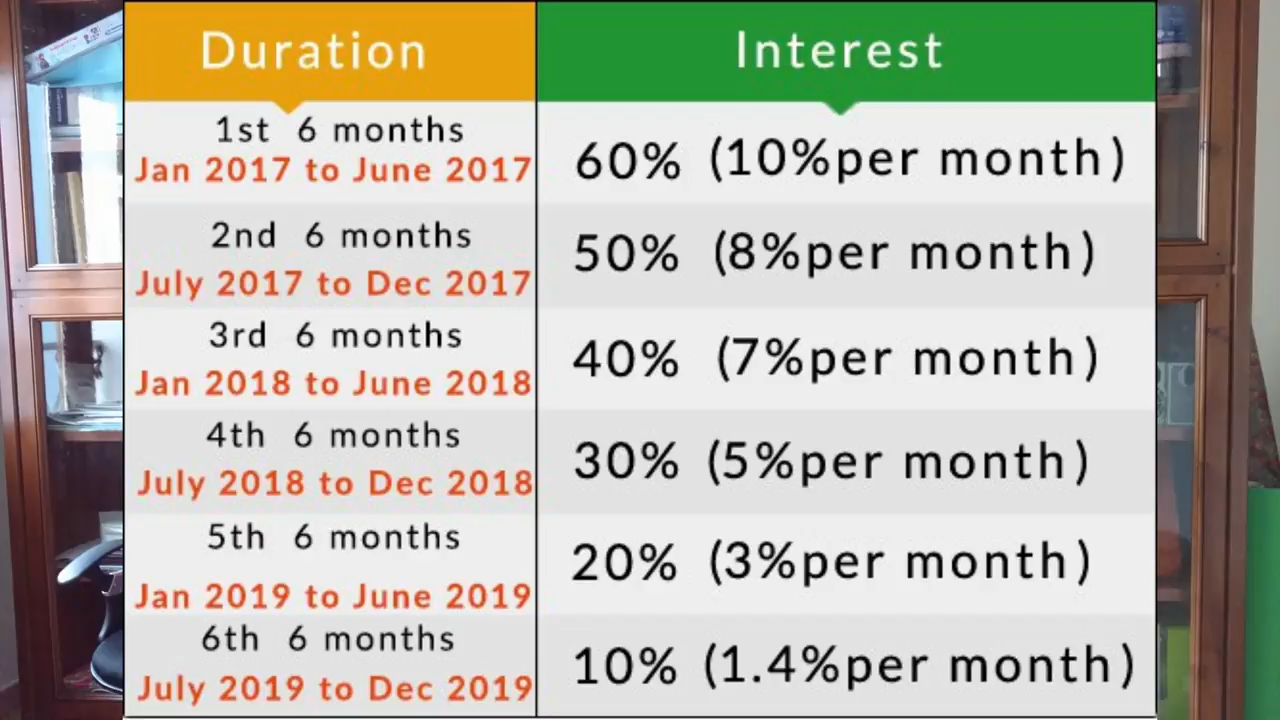 Duration Interest
1st 6 months
Jan 2017 to June 2017
60% (10%per month)
2nd 6 months
July 2017 to Dec 2017
50% (8%per month)
3rd 6 months
Jan 2018 to June 2018
40% (7%per month)
4th 6 months
July 2018 to Dec 2018
30% (5%per month)
5th 6 months
Jan 2019 to June 2019
20% (3%per month)
6th 6 months
July 2019 to Dec 2019
10% (1.4%per month)